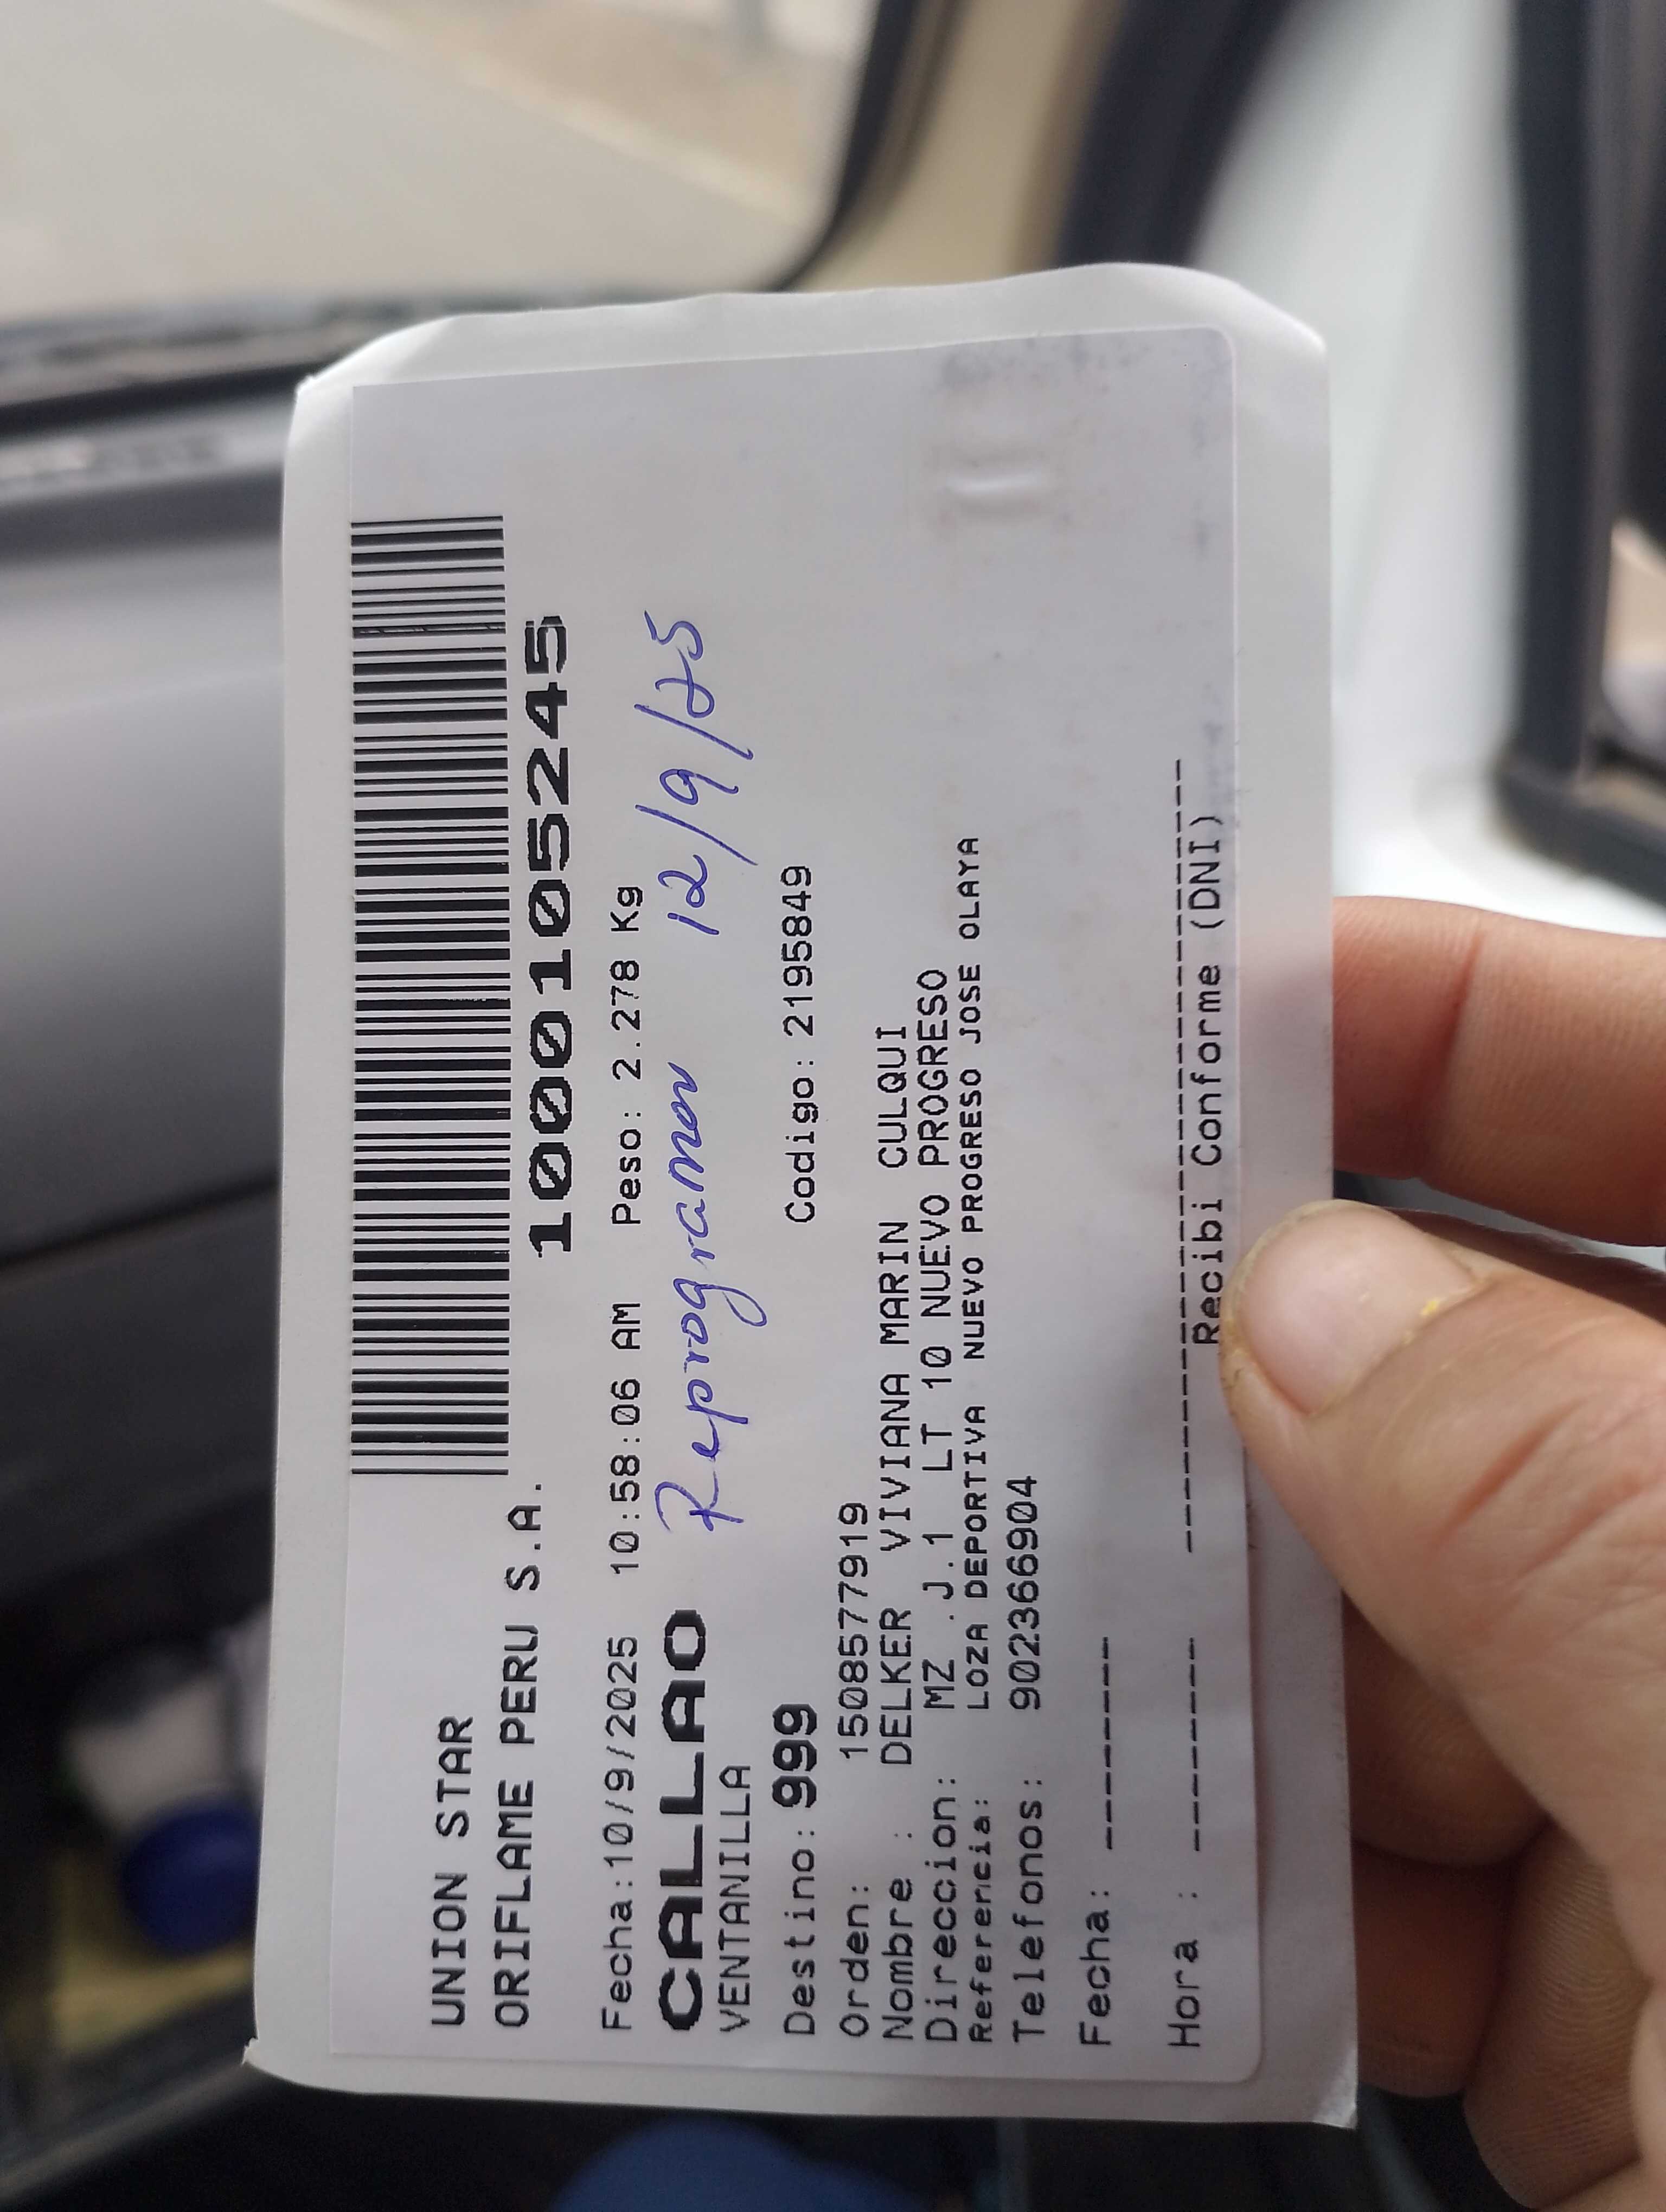 UNION STAR
ORIFLAME PERU S.A.
1000105245
Fecha:10/9/2025 10:58:06 AM Peso: 2.278 Kg
CALLAO Reprogramar 12/9/25
VENTANILLA
Destino: 999 Codigo: 2195849
Orden: 1508577919
Nombre : DELKER VIVIANA MARIN CULQUI
Direccion: MZ .J.1 LT 10 NUEVO PROGRESO
Referencia: LOZA DEPORTIVA NUEVO PROGRESO JOSE OLAYA
Telefonos: 902366904
Fecha: --------
Hora : -------- ------------------------------
Recibi Conforme (DNI)